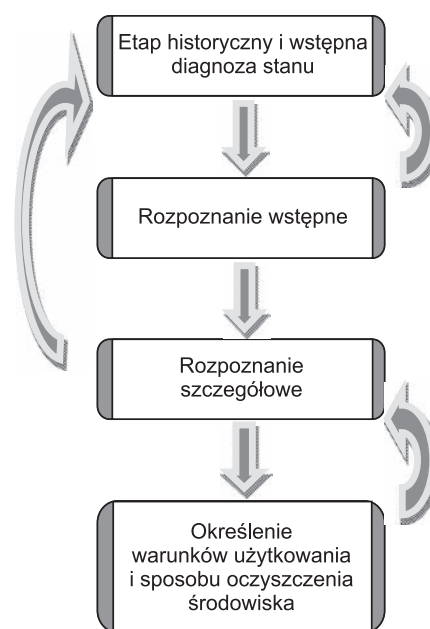 Etap historyczny i wstępna
diagnoza stanu
Rozpoznanie wstępne
Rozpoznanie
szczegółowe
Określenie
warunków użytkowania
i sposobu oczyszczenia
środowiska